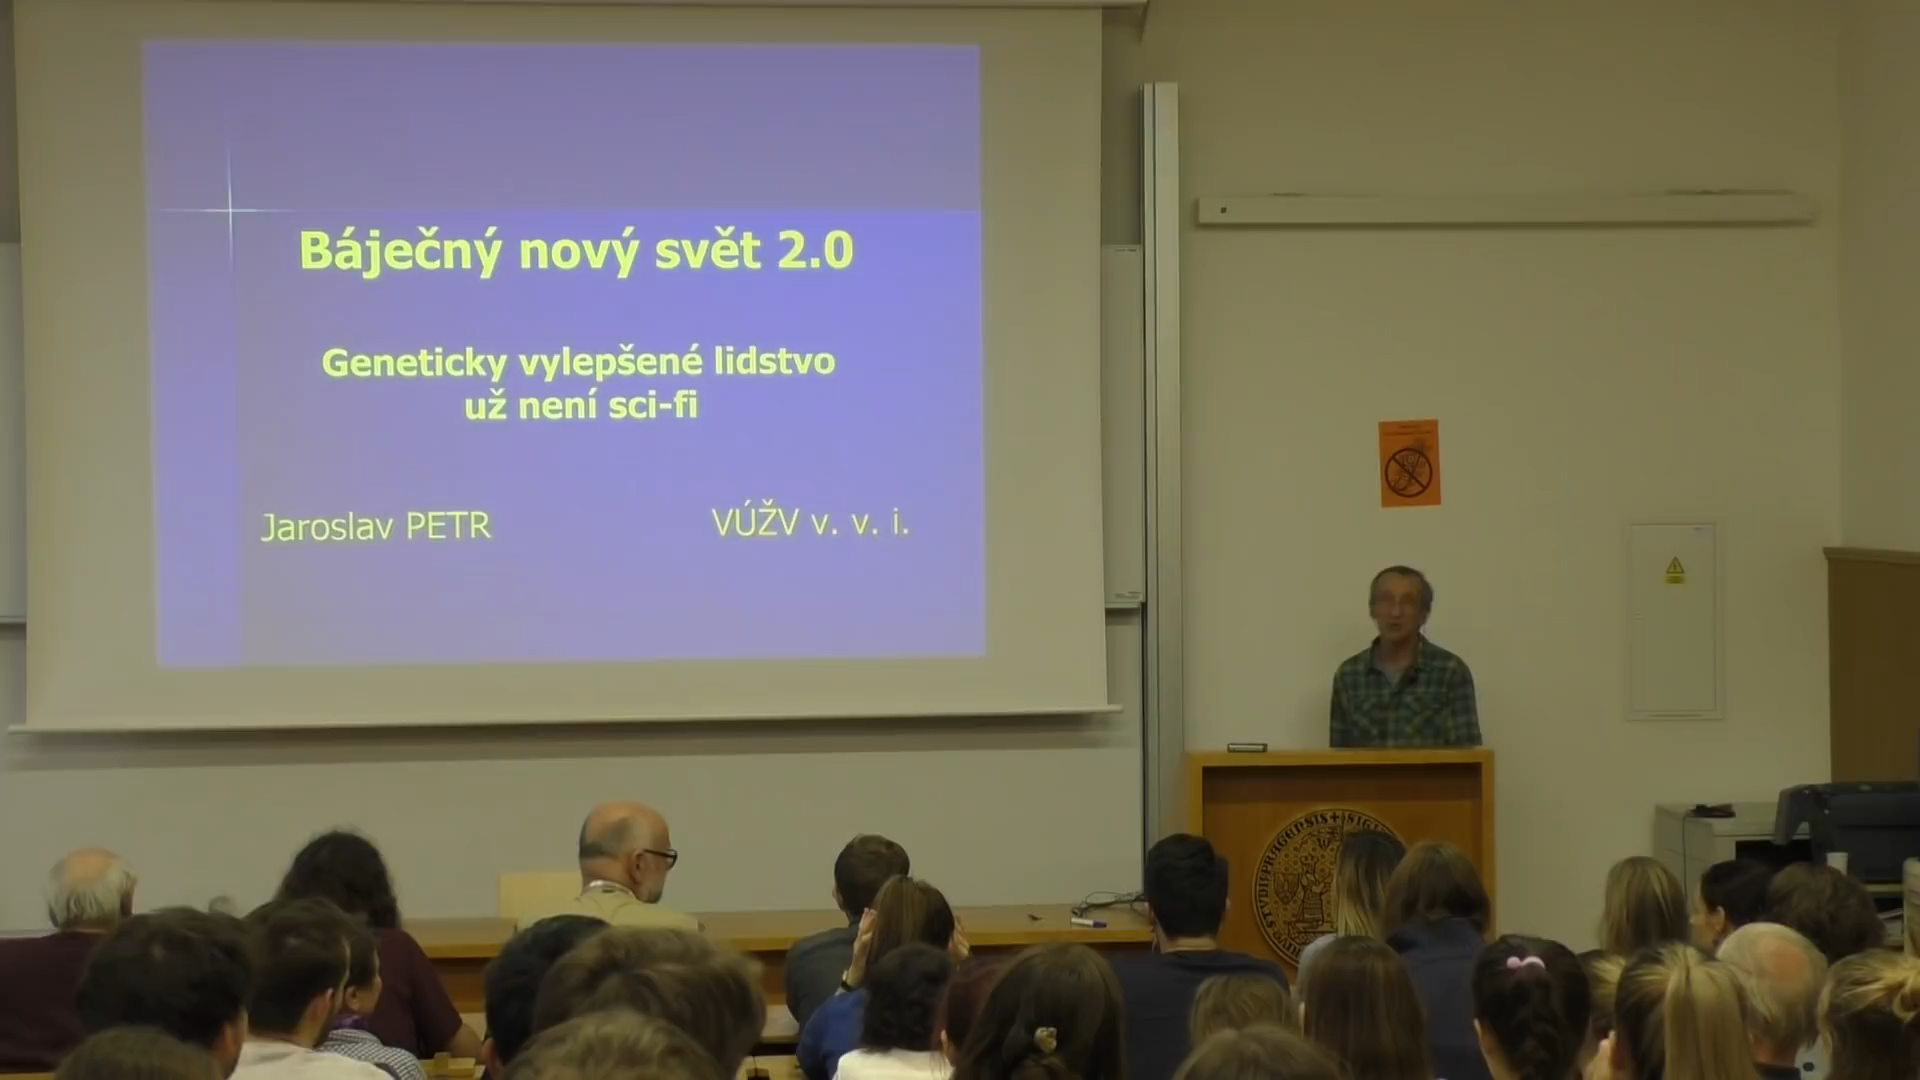 Báječný nový svět 2.0
Geneticky vylepšené lidstvo
už není sci-fi
Jaroslav PETR
VÚŽV v. v. i.